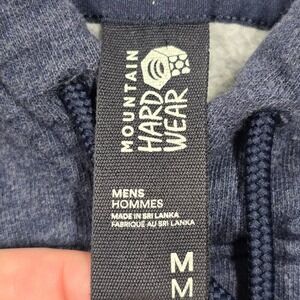 MOUNTAIN
HARD
WEAR
MENS
HOMMES
MADE IN SRI LANKA
FABRIQUÉ AU SRI LANKA
M
M